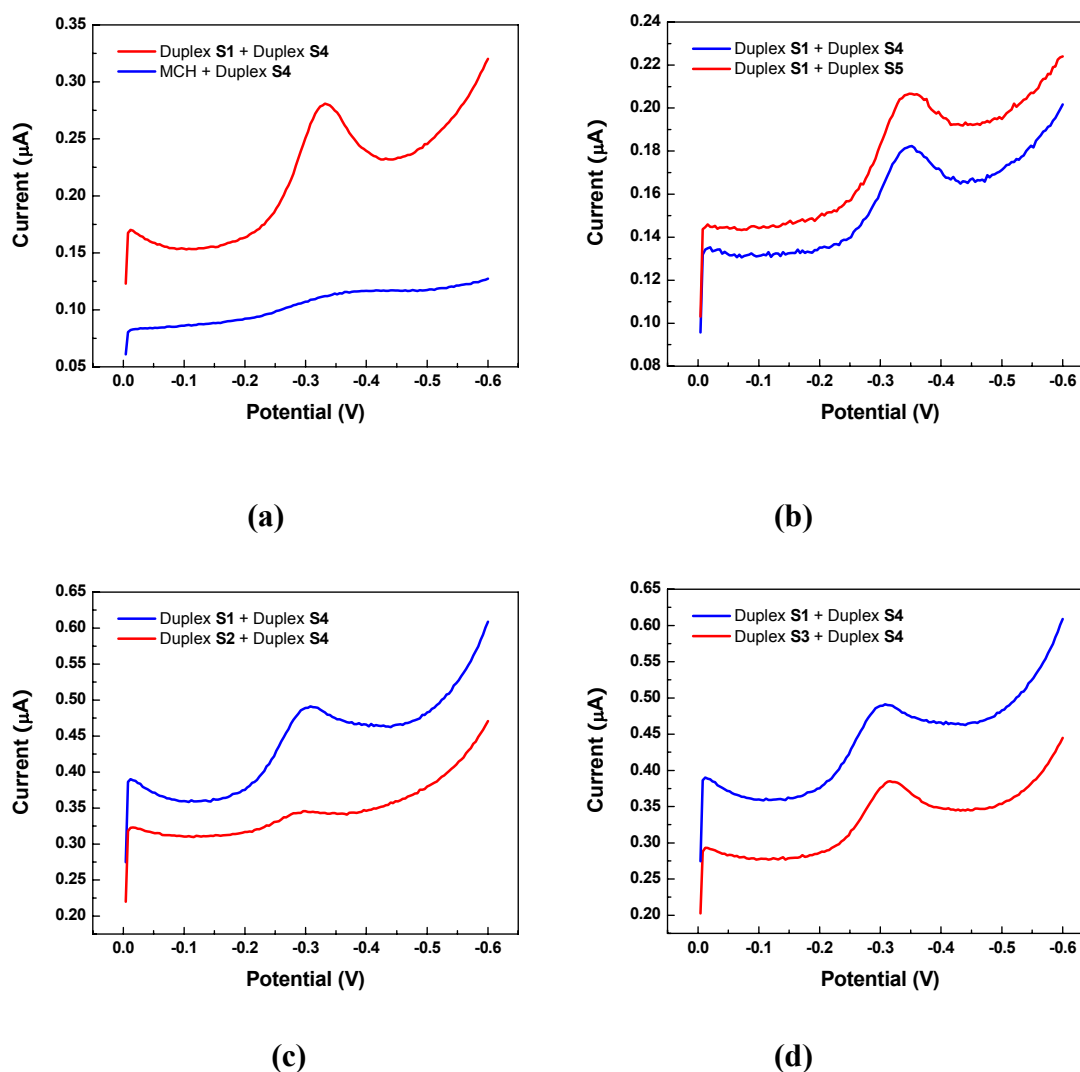 Duplex S1 + Duplex S4
MCH + Duplex S4
Current (μA)
0.35
0.30
0.25
0.20
0.15
0.10
0.05
0.0 -0.1 -0.2 -0.3 -0.4 -0.5 -0.6
Potential (V)
(a)
Duplex S1 + Duplex S4
Duplex S1 + Duplex S5
Current (μA)
0.24
0.22
0.20
0.18
0.16
0.14
0.12
0.10
0.08
0.0 -0.1 -0.2 -0.3 -0.4 -0.5 -0.6
Potential (V)
(b)
Duplex S1 + Duplex S4
Duplex S2 + Duplex S4
Current (μA)
0.65
0.60
0.55
0.50
0.45
0.40
0.35
0.30
0.25
0.20
0.0 -0.1 -0.2 -0.3 -0.4 -0.5 -0.6
Potential (V)
(c)
Duplex S1 + Duplex S4
Duplex S3 + Duplex S4
Current (μA)
0.65
0.60
0.55
0.50
0.45
0.40
0.35
0.30
0.25
0.20
0.0 -0.1 -0.2 -0.3 -0.4 -0.5 -0.6
Potential (V)
(d)